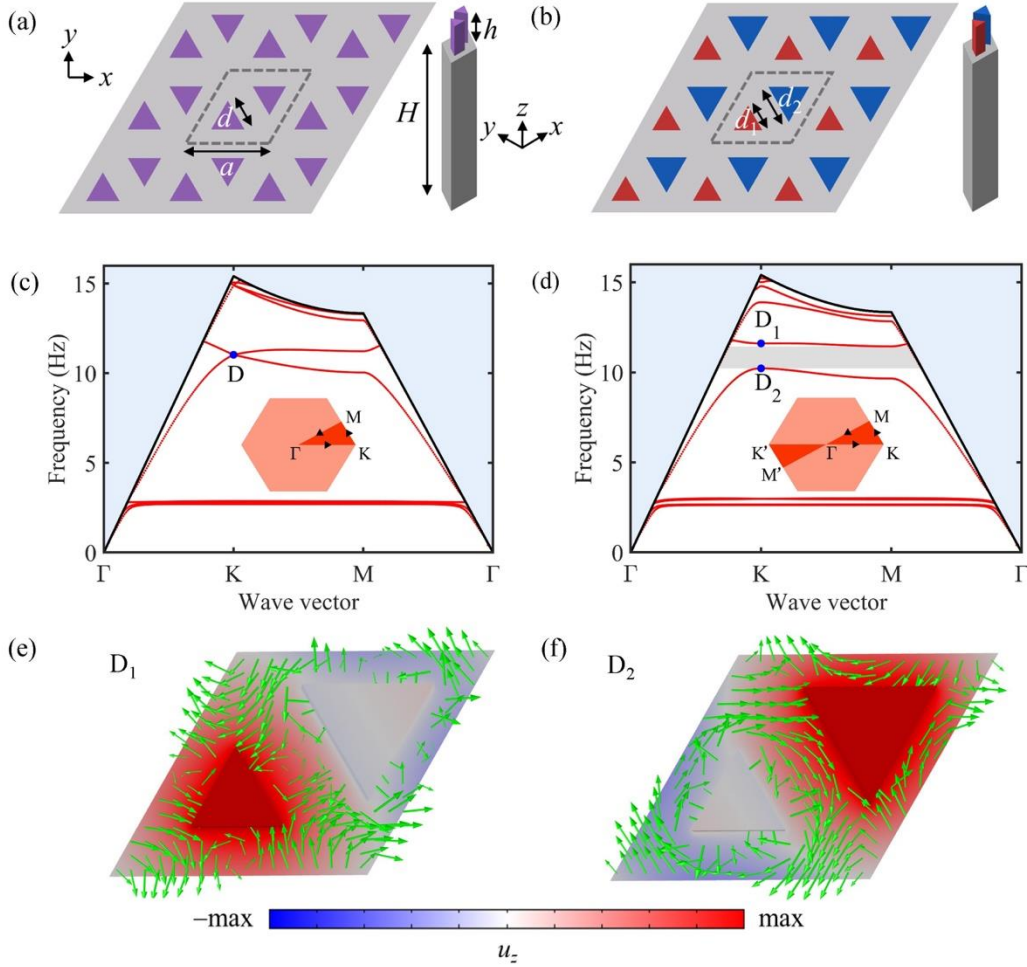 (a)
y
x
d
a
H
h
(b)
d1
d2
z
y
x
(c)
Frequency (Hz)
15
10
5
0
D
M
Γ
K
Γ
K
M
Γ
Wave vector
(d)
Frequency (Hz)
15
10
5
0
D1
D2
M
K'
Γ
K
M'
Γ
K
M
Γ
Wave vector
(e)
D1
(f)
D2
−max
max
uz